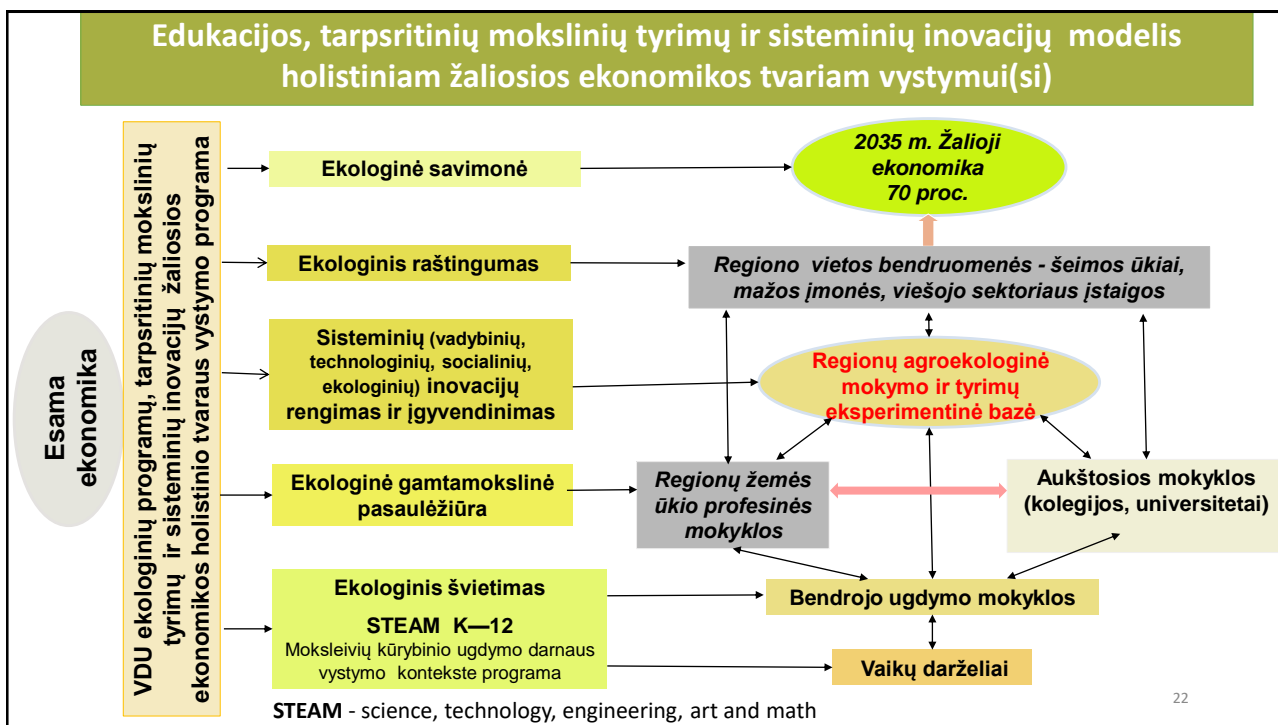 Edukacijos, tarpsritinių mokslinių tyrimų ir sisteminių inovacijų modelis
holistiniam žaliosios ekonomikos tvariam vystymui(si)
Esama
ekonomika
VDU ekologinių programų, tarpsritinių mokslinių
tyrimų ir sisteminių inovacijų žaliosios
ekonomikos holistinio tvaraus vystymo programa
Ekologinė savimonė
2035 m. Žalioji
ekonomika
70 proc.
Ekologinis raštingumas
Regiono vietos bendruomenės - šeimos ūkiai,
mažos įmonės, viešojo sektoriaus įstaigos
Sisteminių (vadybinių,
technologinių, socialinių,
ekologinių) inovacijų
rengimas ir įgyvendinimas
Regionų agroekologinė
mokymo ir tyrimų
eksperimentinė bazė
Ekologinė gamtamokslinė
pasaulėžiūra
Regionų žemės
ūkio profesinės
mokyklos
Aukštosios mokyklos
(kolegijos, universitetai)
Ekologinis švietimas
STEAM K—12
Moksleivių kūrybinio ugdymo darnaus
vystymo kontekste programa
Bendrojo ugdymo mokyklos
Vaikų darželiai
STEAM - science, technology, engineering, art and math
22